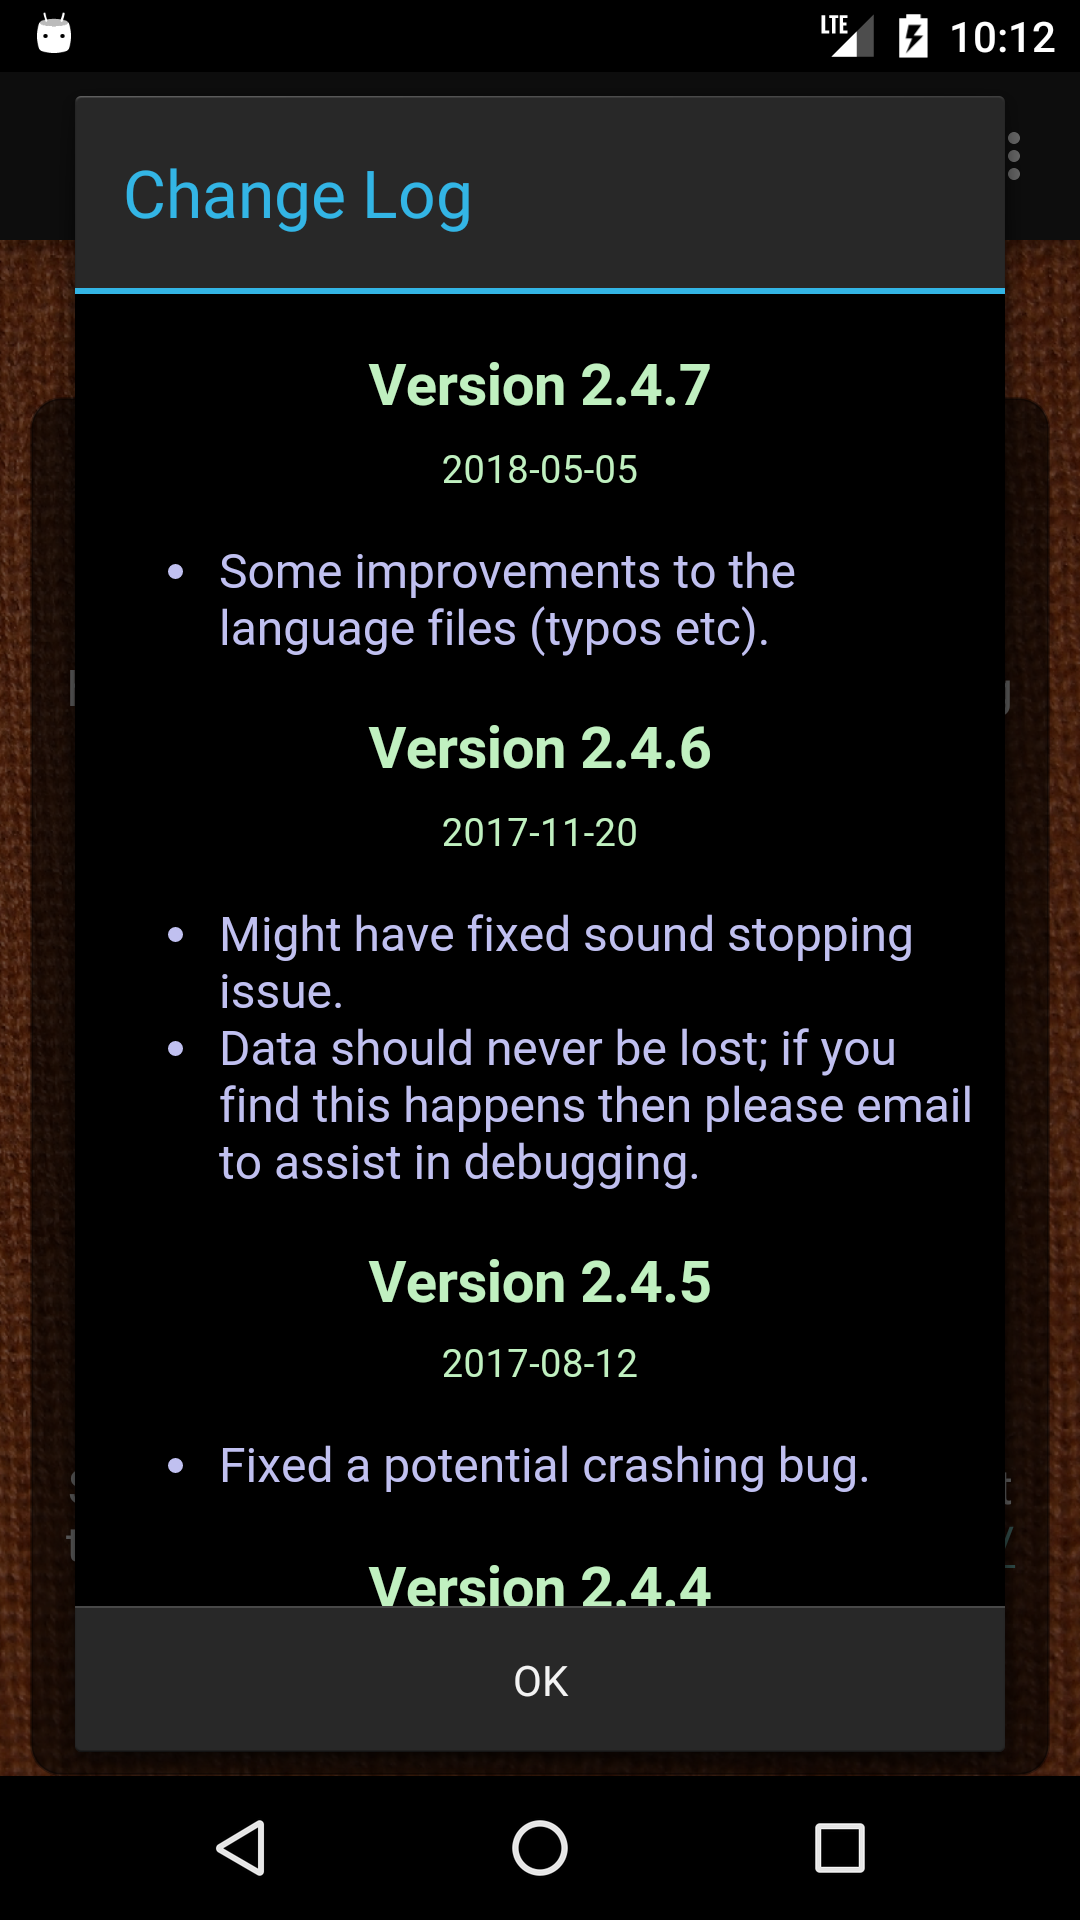 LTE 10:12
Change Log
Version 2.4.7
2018-05-05
• Some improvements to the
language files (typos etc).
Version 2.4.6
2017-11-20
• Might have fixed sound stopping
issue.
• Data should never be lost; if you
find this happens then please email
to assist in debugging.
Version 2.4.5
2017-08-12
• Fixed a potential crashing bug.
Version 2.4.4
OK